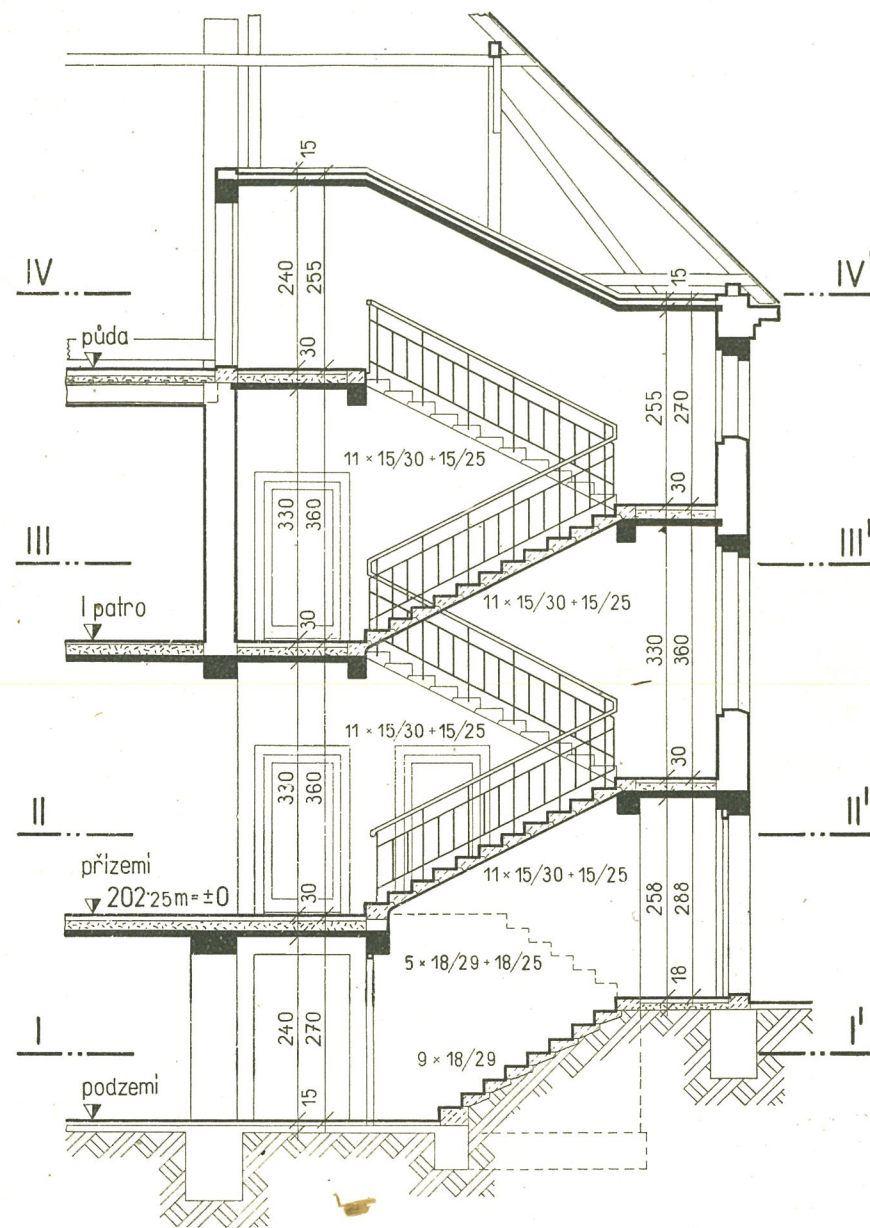 15
IV
240
255
15
IV'
půda
30
255
270
11 × 15/30 + 15/25
330
360
30
III
III'
I patro
30
11 × 15/30 + 15/25
330
360
11 × 15/30 + 15/25
330
360
30
II
II'
přízemí
202·25m = ±0
30
11 × 15/30 + 15/25
258
288
5 × 18/29 + 18/25
18
I
240
270
I'
9 × 18/29
podzemí
15